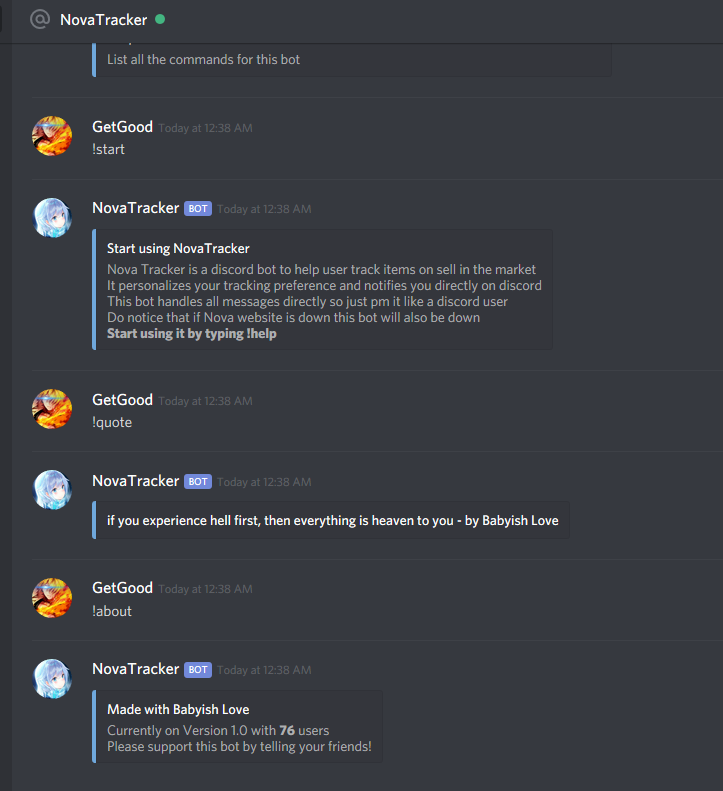 @ NovaTracker
List all the commands for this bot
GetGood Today at 12:38 AM
!start
NovaTracker BOT Today at 12:38 AM
Start using NovaTracker
Nova Tracker is a discord bot to help user track items on sell in the market
It personalizes your tracking preference and notifies you directly on discord
This bot handles all messages directly so just pm it like a discord user
Do notice that if Nova website is down this bot will also be down
Start using it by typing !help
GetGood Today at 12:38 AM
!quote
NovaTracker BOT Today at 12:38 AM
if you experience hell first, then everything is heaven to you - by Babyish Love
GetGood Today at 12:38 AM
!about
NovaTracker BOT Today at 12:38 AM
Made with Babyish Love
Currently on Version 1.0 with 76 users
Please support this bot by telling your friends!